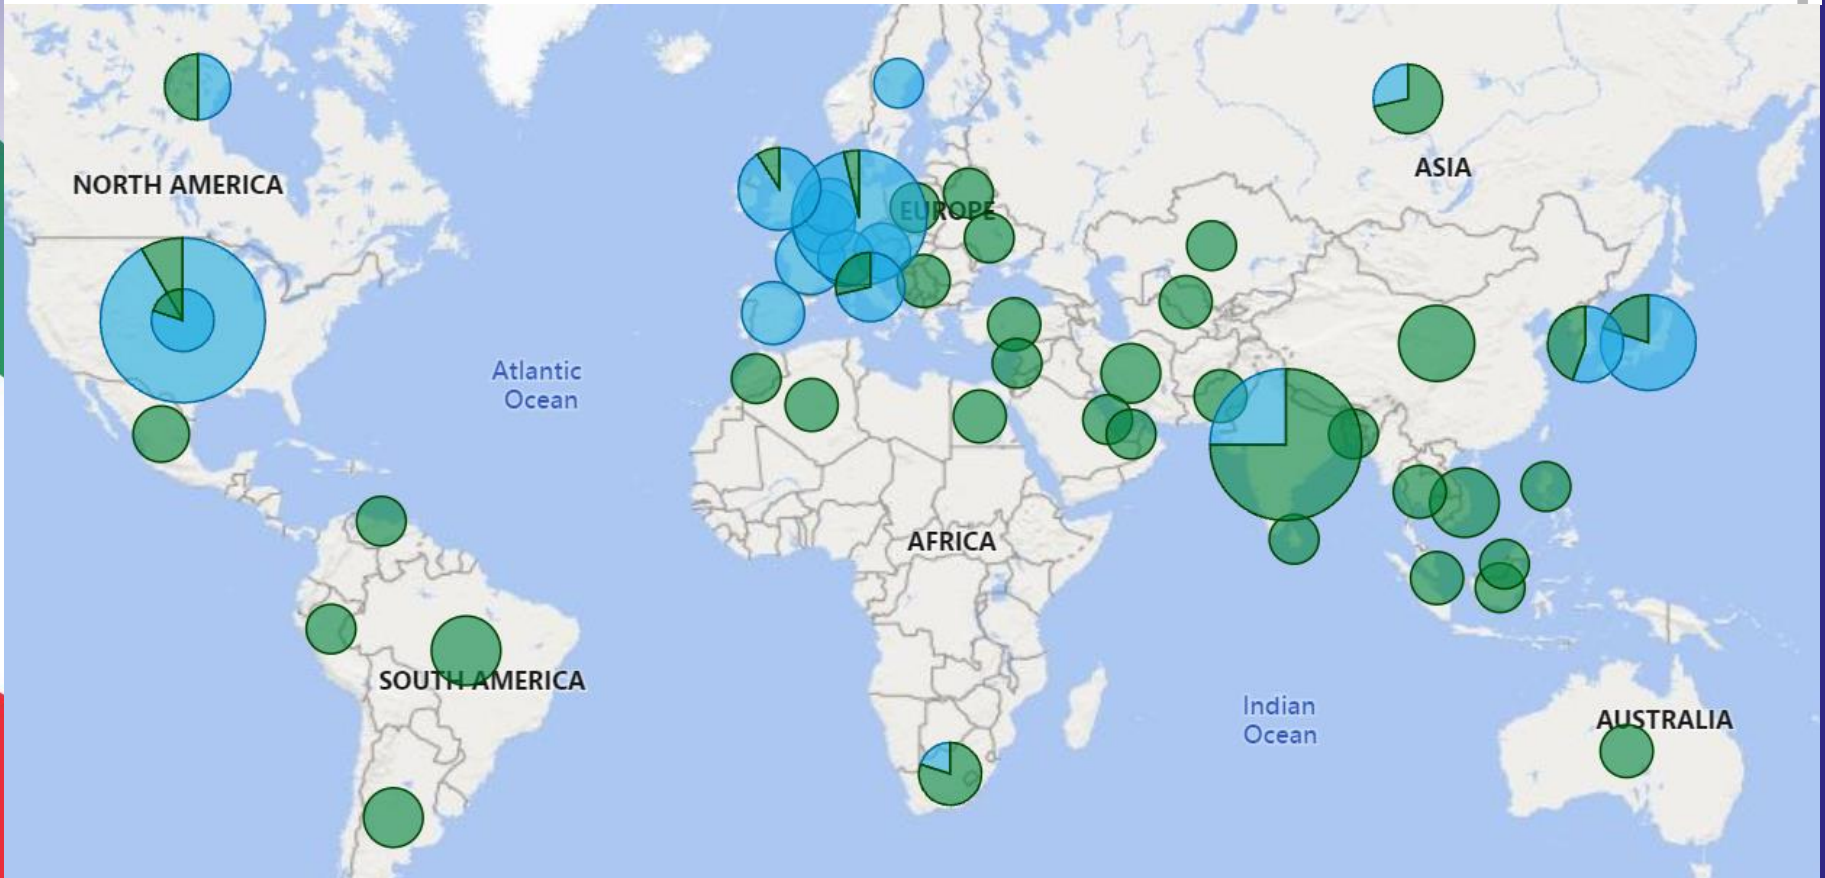 NORTH AMERICA
ASIA
EUROPE
Atlantic
Ocean
AFRICA
SOUTH AMERICA
Indian
Ocean
AUSTRALIA